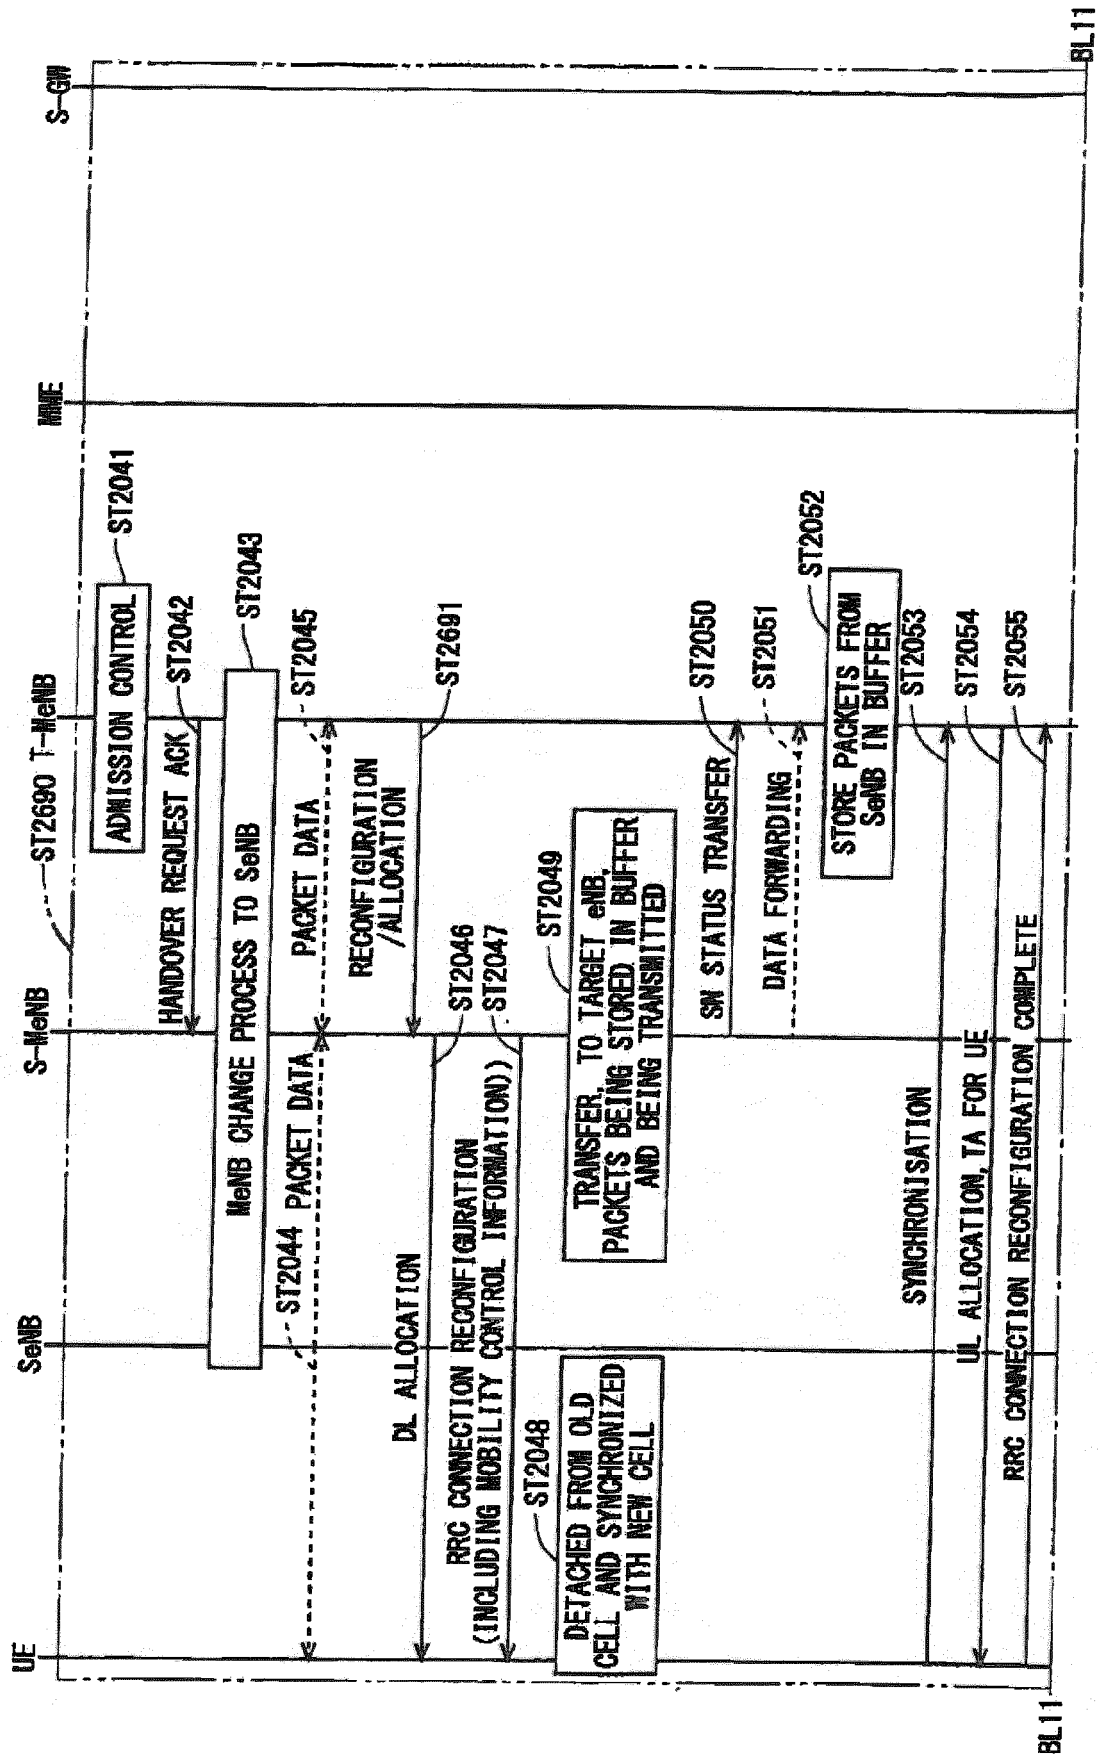 UE
SeNB
S-MeNB
ST2690
T-MeNB
MME
S-GW
ADMISSION CONTROL
ST2041
HANDOVER REQUEST ACK
ST2042
MeNB CHANGE PROCESS TO SeNB
ST2043
ST2044 PACKET DATA
PACKET DATA
ST2045
RECONFIGURATION
/ALLOCATION
ST2691
DL ALLOCATION
ST2046
RRC CONNECTION RECONFIGURATION
(INCLUDING MOBILITY CONTROL INFORMATION))
ST2047
ST2048
DETACHED FROM OLD
CELL AND SYNCHRONIZED
WITH NEW CELL
ST2049
TRANSFER, TO TARGET eNB,
PACKETS BEING STORED IN BUFFER
AND BEING TRANSMITTED
SN STATUS TRANSFER
ST2050
DATA FORWARDING
ST2051
ST2052
STORE PACKETS FROM
SeNB IN BUFFER
SYNCHRONISATION
ST2053
UL ALLOCATION, TA FOR UE
ST2054
RRC CONNECTION RECONFIGURATION COMPLETE
ST2055
BL11
BL11